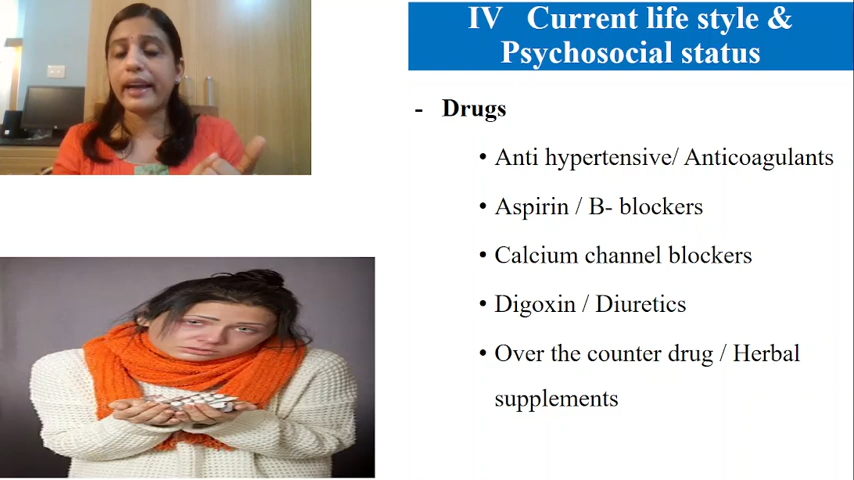 IV Current life style &
Psychosocial status
- Drugs
• Anti hypertensive/ Anticoagulants
• Aspirin / B- blockers
• Calcium channel blockers
• Digoxin / Diuretics
• Over the counter drug / Herbal
supplements